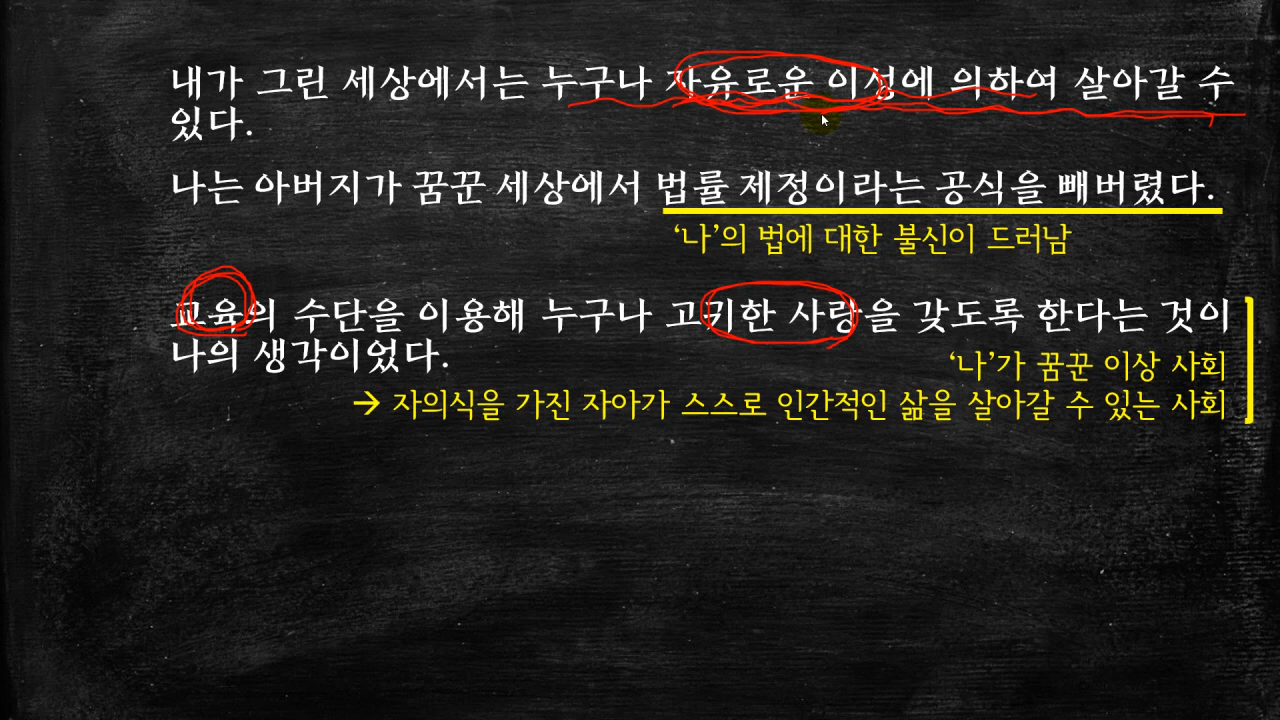 내가 그린 세상에서는 누구나 자유로운 이성에 의하여 살아갈 수
있다.
나는 아버지가 꿈꾼 세상에서 법률 제정이라는 공식을 빼버렸다.
‘나’의 법에 대한 불신이 드러남
교육의 수단을 이용해 누구나 고키한 사랑을 갖도록 한다는 것이
나의 생각이었다.
‘나’가 꿈꾼 이상 사회
→ 자의식을 가진 자아가 스스로 인간적인 삶을 살아갈 수 있는 사회